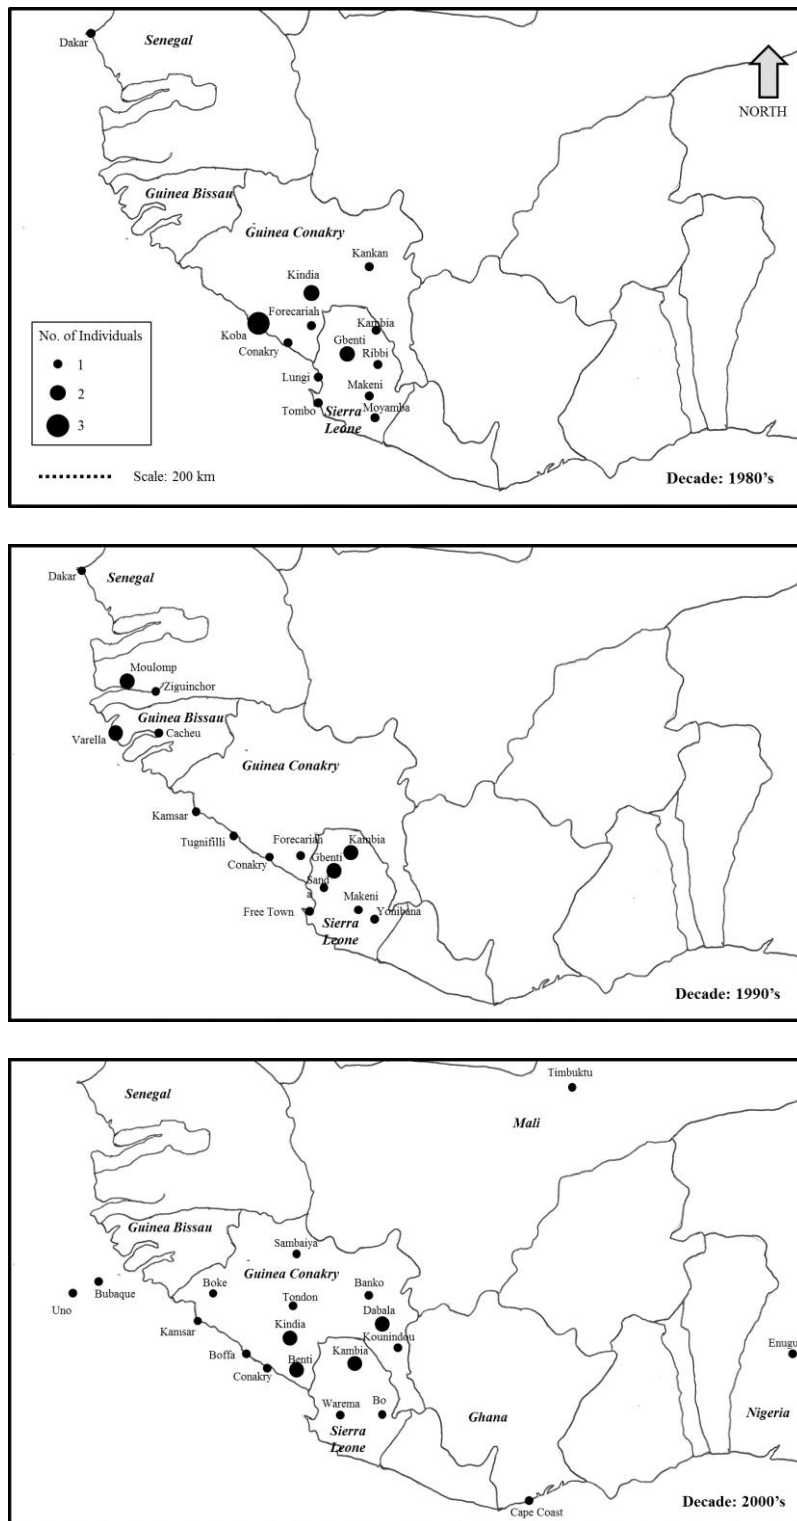 Dakar
Senegal
NORTH
Guinea Bissau
Guinea Conakry
Kankan
Kindia
Forecariah
Kambia
Koba
Conakry
Gbenti
Ribbi
Lungi
Makeni
Tombo
Sierra
Leone
Moyamba
No. of Individuals
1
2
3
Scale: 200 km
Decade: 1980's
Dakar
Senegal
Moulomp
Ziguinchor
Guinea Bissau
Varella
Cacheu
Guinea Conakry
Kamsar
Tugnifilli
Forecariah
Kambia
Conakry
Gbenti
Sand
a
Makeni
Free Town
Yonibana
Sierra
Leone
Decade: 1990's
Timbuktu
Senegal
Mali
Guinea Bissau
Sambaiya
Guinea Conakry
Bubaque
Uno
Boke
Banko
Tondon
Dabala
Kamsar
Kindia
Kounindou
Boffa
Benti
Kambia
Conakry
Enugu
Warema
Bo
Ghana
Nigeria
Sierra
Leone
Cape Coast
Decade: 2000's